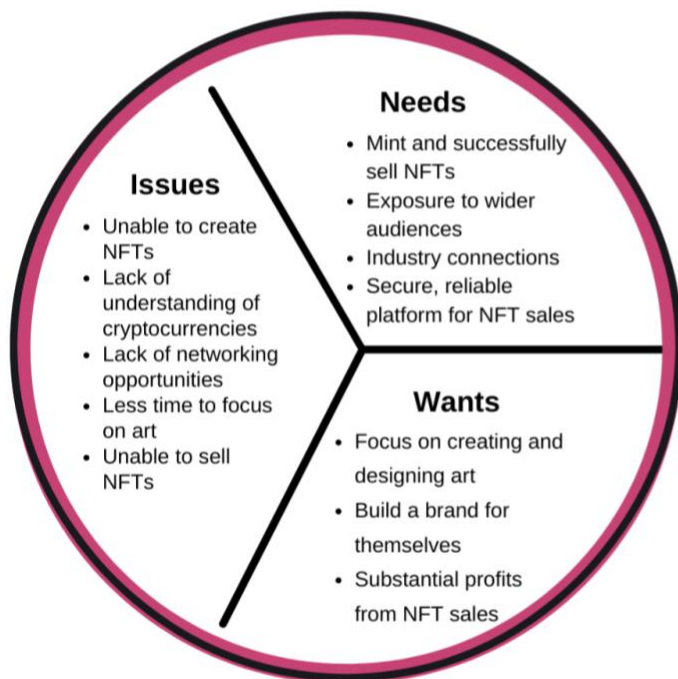 Needs
• Mint and successfully
sell NFTs
• Exposure to wider
audiences
• Industry connections
• Secure, reliable
platform for NFT sales
Issues
• Unable to create
NFTs
• Lack of
understanding of
cryptocurrencies
• Lack of networking
opportunities
• Less time to focus
on art
• Unable to sell
NFTs
Wants
• Focus on creating and
designing art
• Build a brand for
themselves
• Substantial profits
from NFT sales